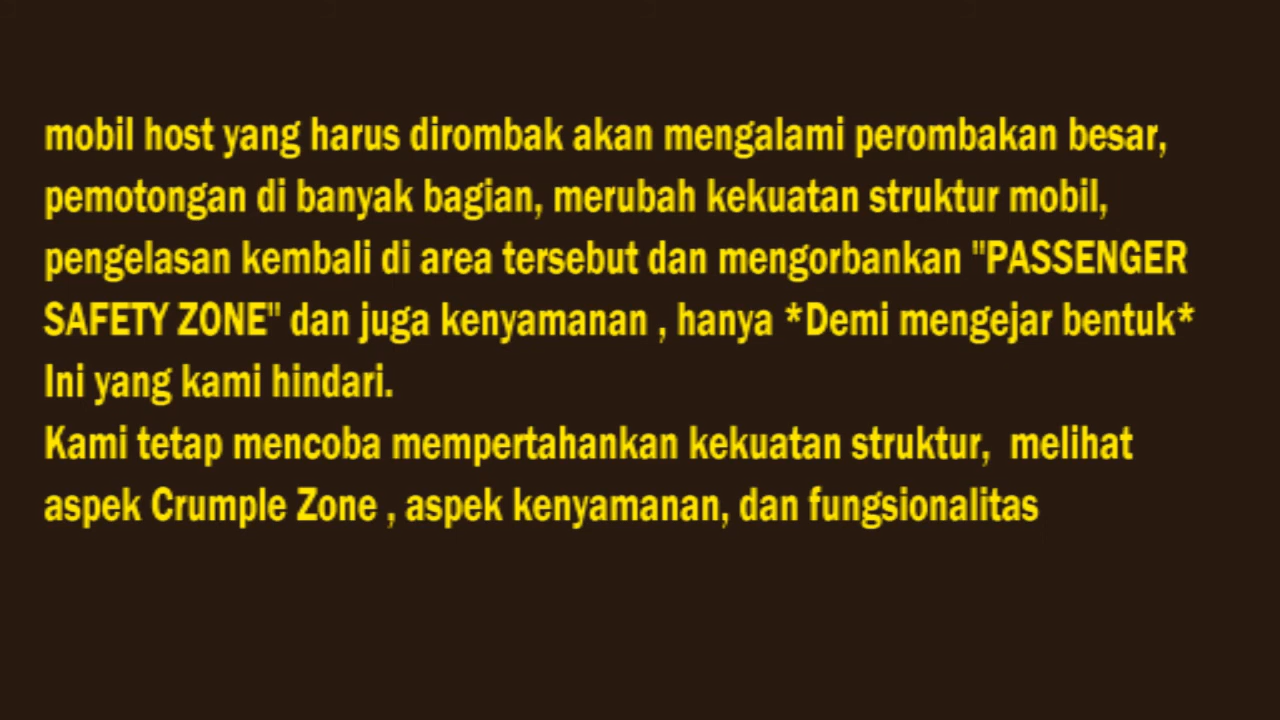 mobil host yang harus dirombak akan mengalami perombakan besar,
pemotongan di banyak bagian, merubah kekuatan struktur mobil,
pengelasan kembali di area tersebut dan mengorbankan "PASSENGER
SAFETY ZONE" dan juga kenyamanan , hanya *Demi mengejar bentuk*
Ini yang kami hindari.
Kami tetap mencoba mempertahankan kekuatan struktur,  melihat
aspek Crumple Zone , aspek kenyamanan, dan fungsionalitas